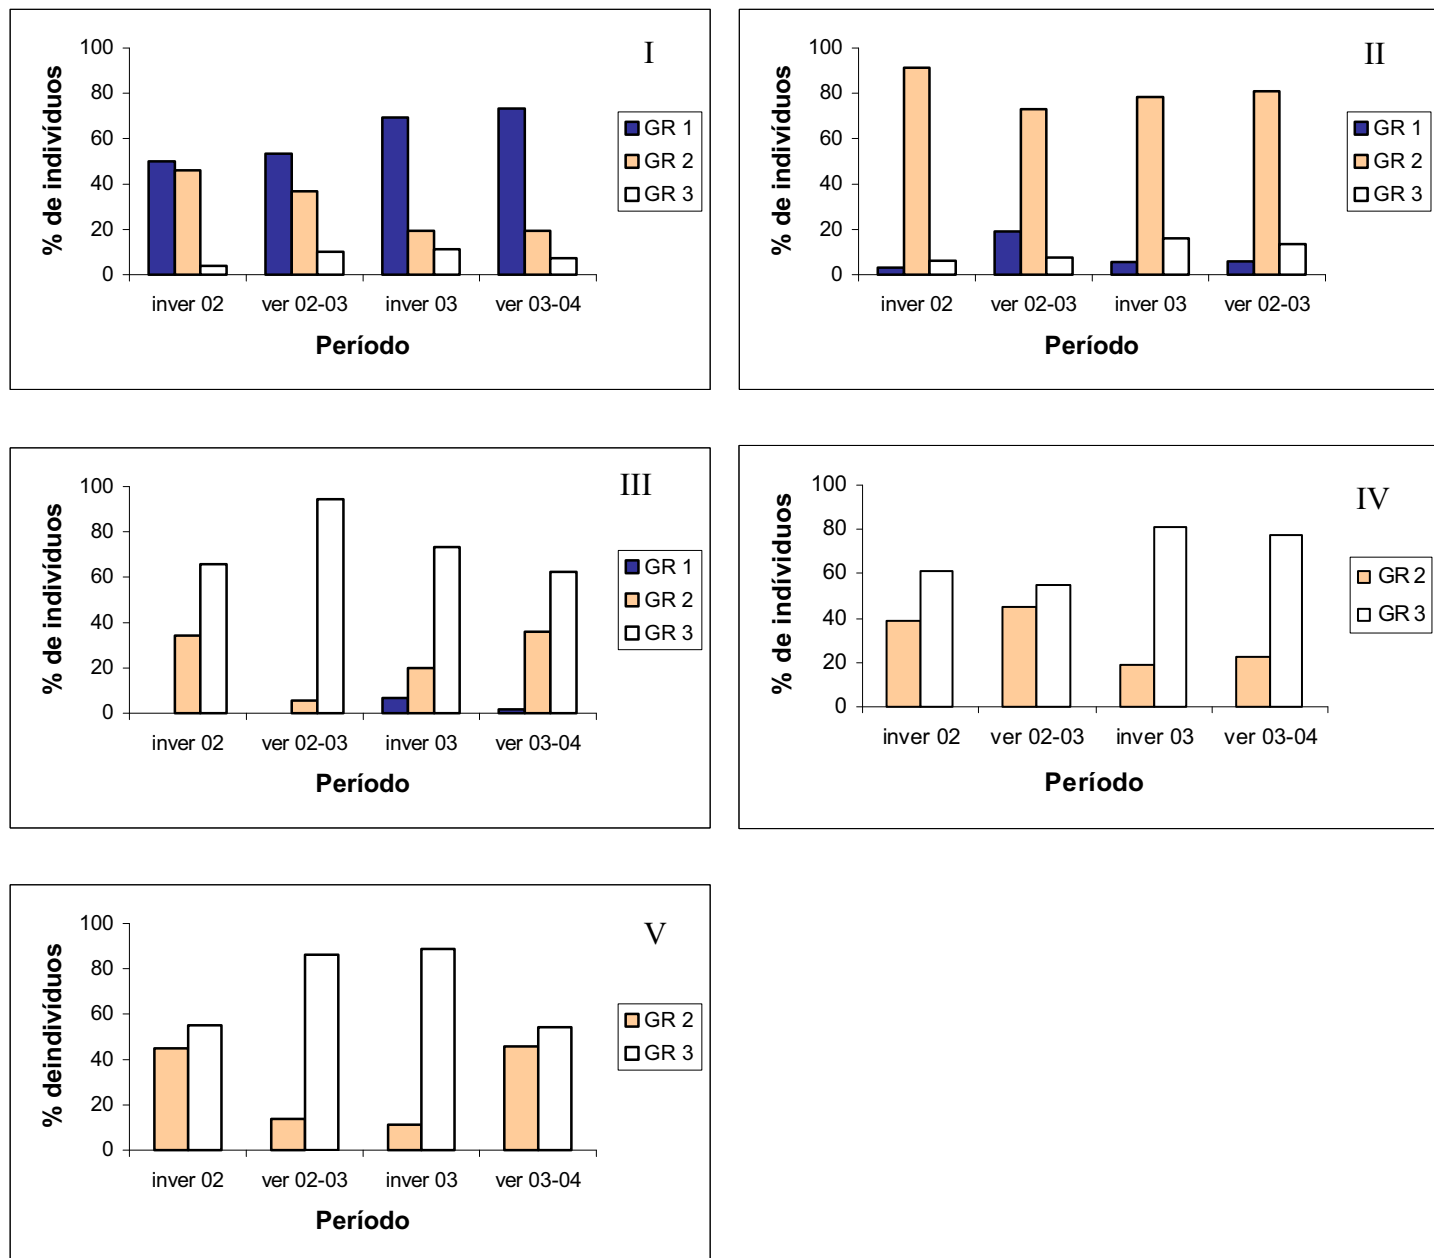 I
% de indivíduos
100
80
60
40
20
0
inver 02 ver 02-03 inver 03 ver 03-04
Período
GR 1
GR 2
GR 3
II
% de indivíduos
100
80
60
40
20
0
inver 02 ver 02-03 inver 03 ver 02-03
Período
GR 1
GR 2
GR 3
III
% de indivíduos
100
80
60
40
20
0
inver 02 ver 02-03 inver 03 ver 03-04
Período
GR 1
GR 2
GR 3
IV
% de indíviduos
100
80
60
40
20
0
inver 02 ver 02-03 inver 03 ver 03-04
Período
GR 2
GR 3
V
% deindivíduos
100
80
60
40
20
0
inver 02 ver 02-03 inver 03 ver 03-04
Período
GR 2
GR 3